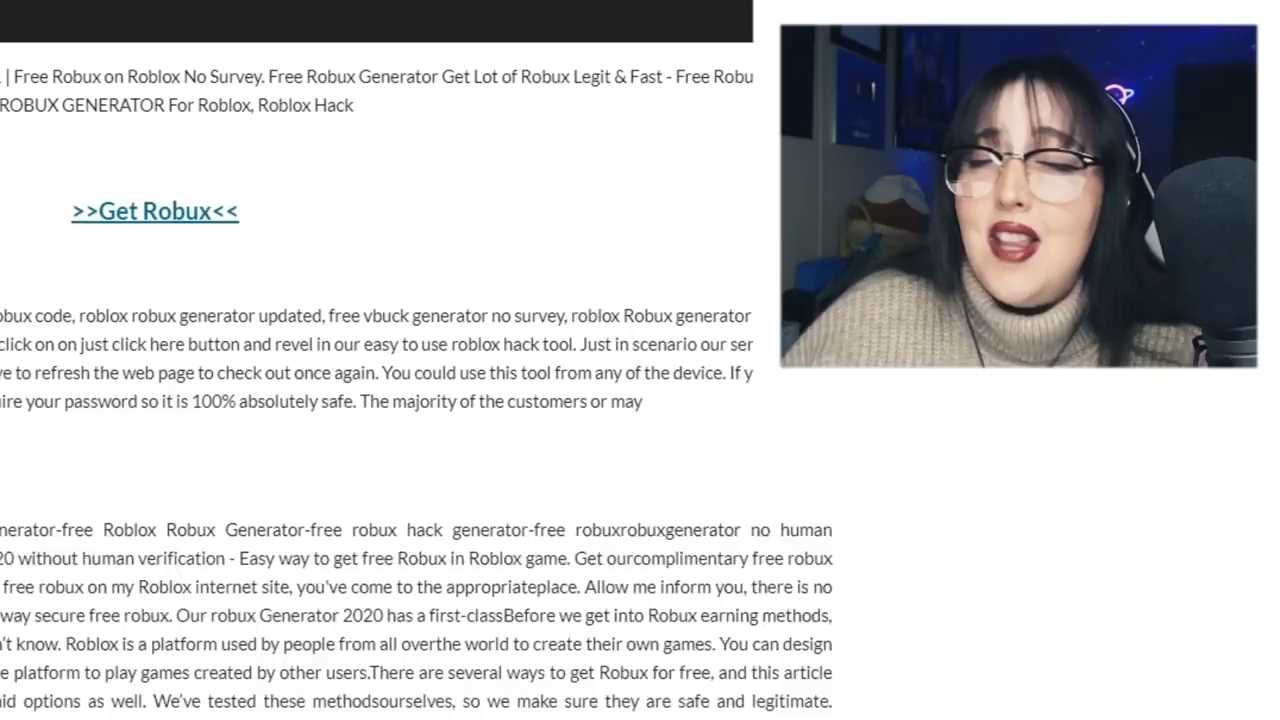 | Free Robux on Roblox No Survey. Free Robux Generator Get Lot of Robux Legit & Fast - Free Robu
ROBUX GENERATOR For Roblox, Roblox Hack
>>Get Robux<<
obux code, roblox robux generator updated, free vbuck generator no survey, roblox Robux generator
click on on just click here button and revel in our easy to use roblox hack tool. Just in scenario our ser
ve to refresh the web page to check out once again. You could use this tool from any of the device. If y
uire your password so it is 100% absolutely safe. The majority of the customers or may
nerator-free Roblox Robux Generator-free robux hack generator-free robuxrobuxgenerator no human
20 without human verification - Easy way to get free Robux in Roblox game. Get ourcomplimentary free robux
free robux on my Roblox internet site, you've come to the appropriateplace. Allow me inform you, there is no
way secure free robux. Our robux Generator 2020 has a first-classBefore we get into Robux earning methods,
n't know. Roblox is a platform used by people from all overthe world to create their own games. You can design
e platform to play games created by other users.There are several ways to get Robux for free, and this article
aid options as well. We've tested these methodsourselves, so we make sure they are safe and legitimate.